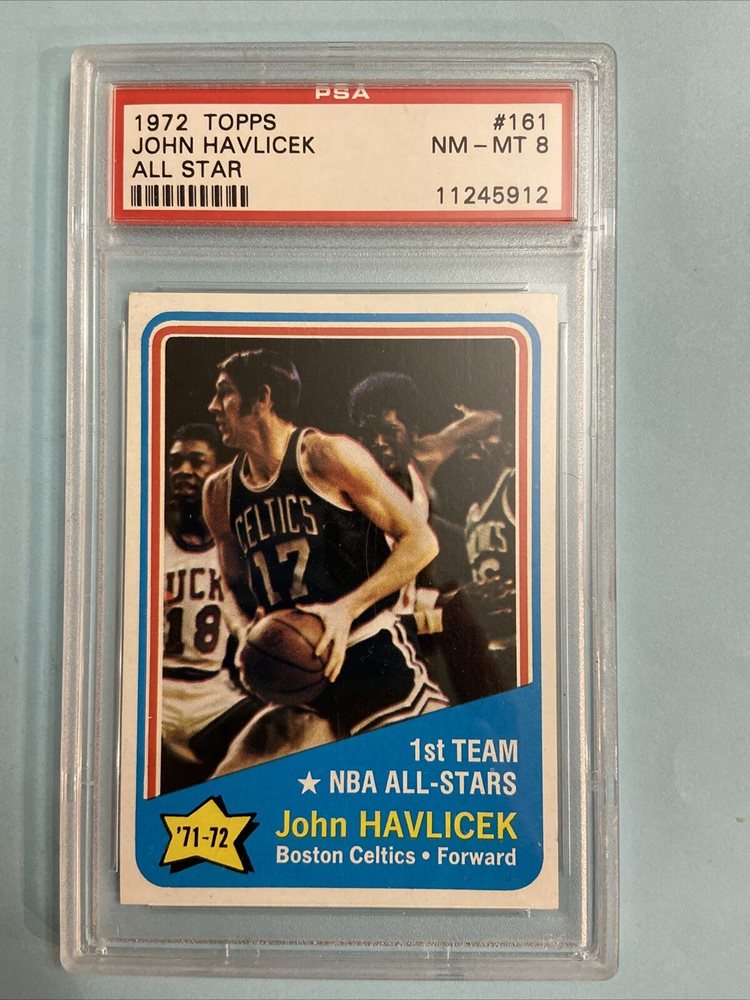 PSA
1972 TOPPS #161
JOHN HAVLICEK NM-MT 8
ALL STAR
11245912
CELTICS
17
UCK
18
1st TEAM
★ NBA ALL-STARS
'71-72
John HAVLICEK
Boston Celtics • Forward